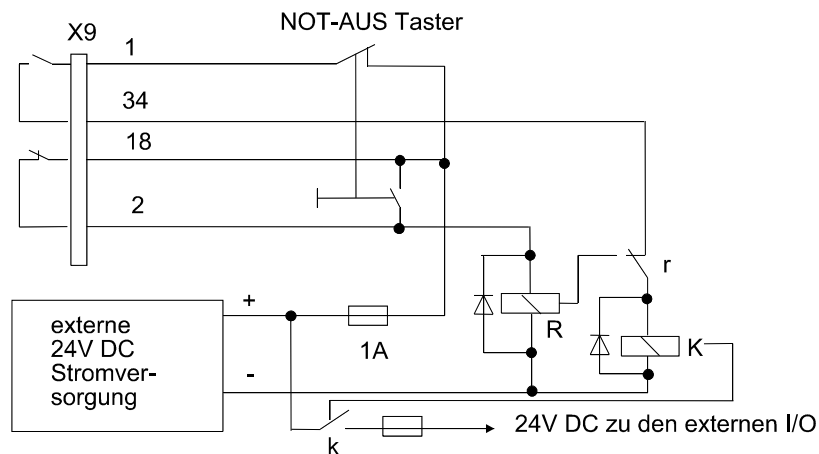 NOT-AUS Taster
X9
1
34
18
2
r
+
externe
24V DC
Stromver-
sorgung
1A
R
K
-
24V DC zu den externen I/O
k